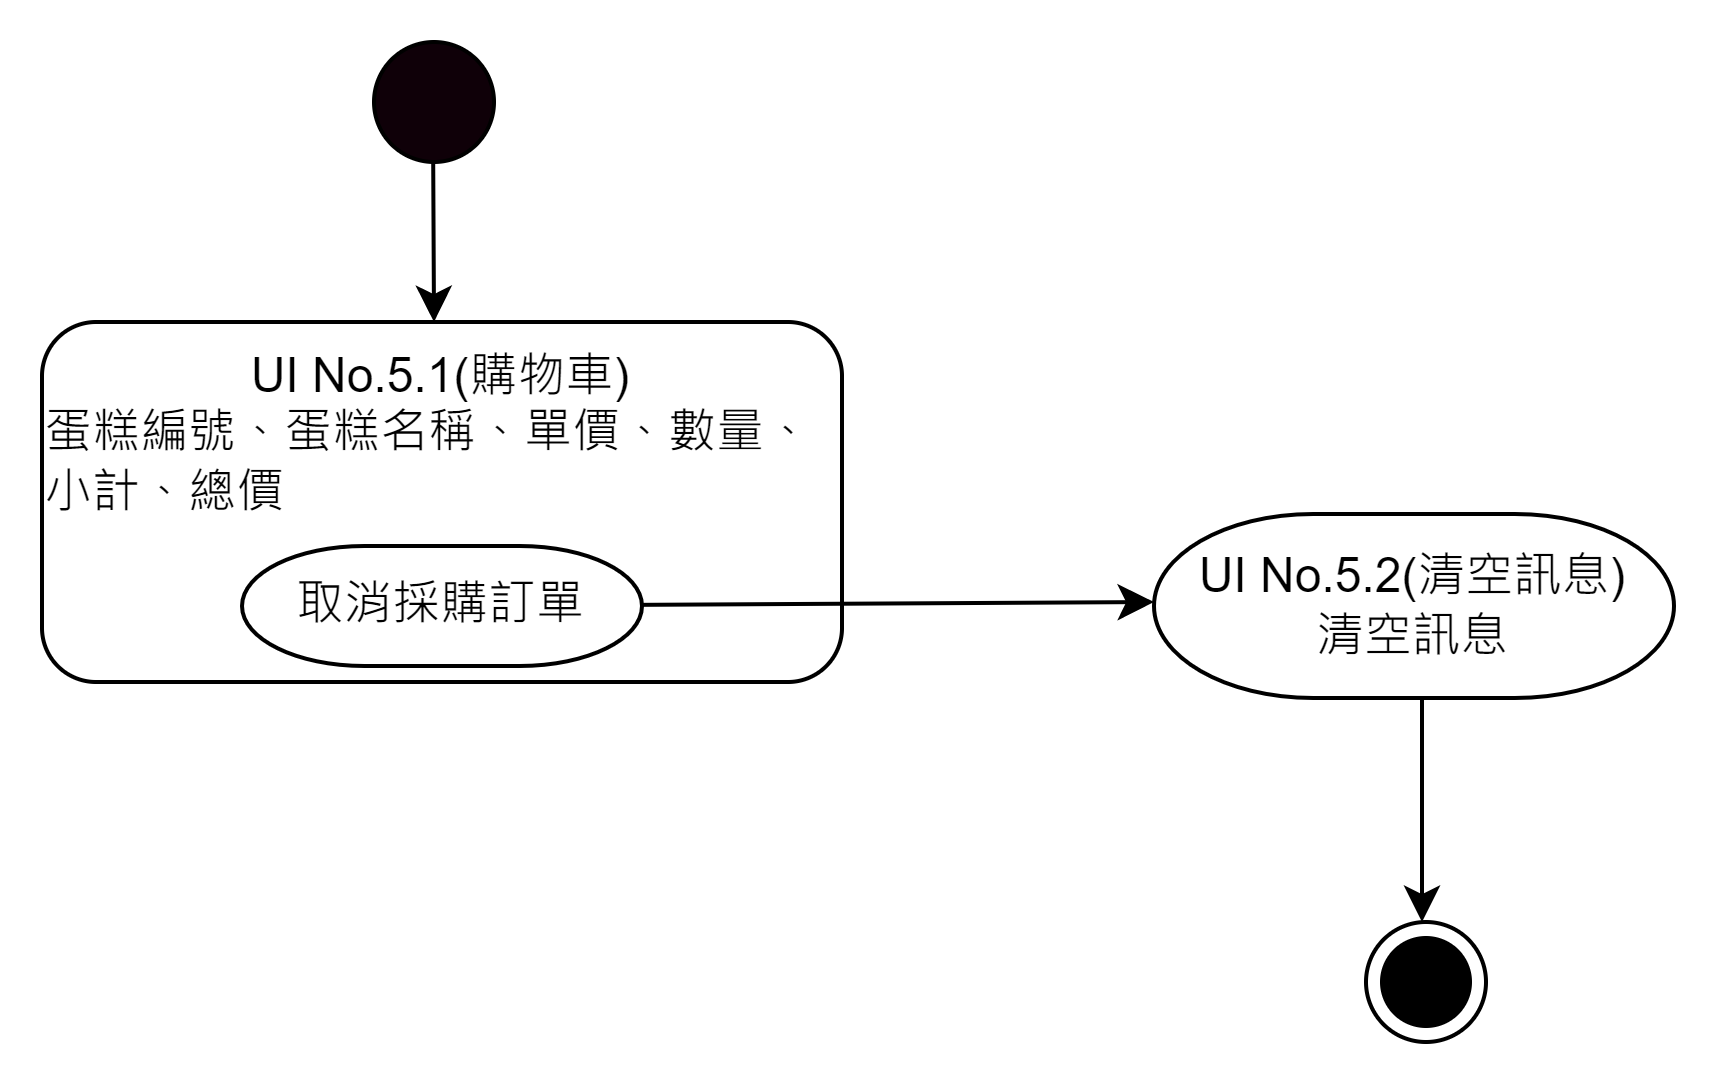 UI No.5.1(購物車)
蛋糕編號、蛋糕名稱、單價、數量、
小計、總價
取消採購訂單
UI No.5.2(清空訊息)
清空訊息